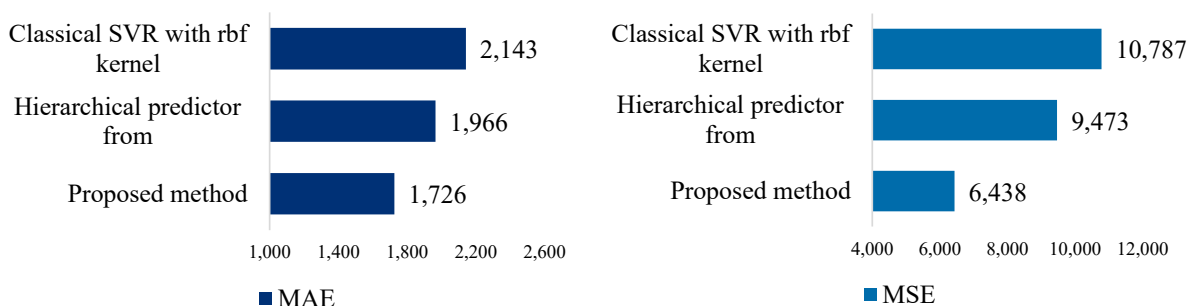 Classical SVR with rbf
kernel
2,143
Hierarchical predictor
from
1,966
Proposed method
1,726
1,000 1,400 1,800 2,200 2,600
MAE
Classical SVR with rbf
kernel
10,787
Hierarchical predictor
from
9,473
Proposed method
6,438
4,000 6,000 8,000 10,000 12,000
MSE